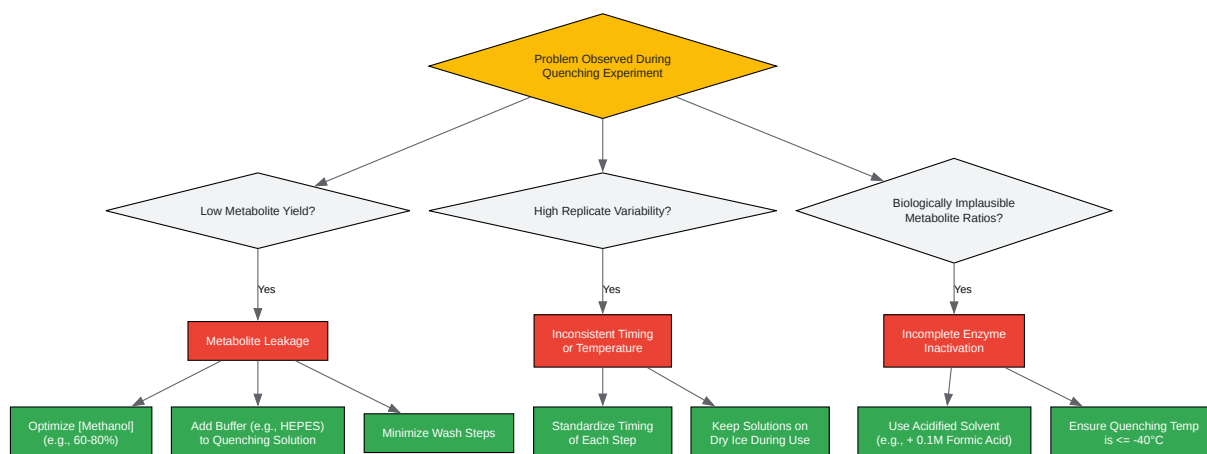 Problem Observed During
Quenching Experiment
Low Metabolite Yield?
High Replicate Variability?
Biologically Implausible
Metabolite Ratios?
Yes
Yes
Yes
Metabolite Leakage
Inconsistent Timing
or Temperature
Incomplete Enzyme
Inactivation
Optimize [Methanol]
(e.g., 60-80%)
Add Buffer (e.g., HEPES)
to Quenching Solution
Minimize Wash Steps
Standardize Timing
of Each Step
Keep Solutions on
Dry Ice During Use
Use Acidified Solvent
(e.g., + 0.1M Formic Acid)
Ensure Quenching Temp
is <= -40°C